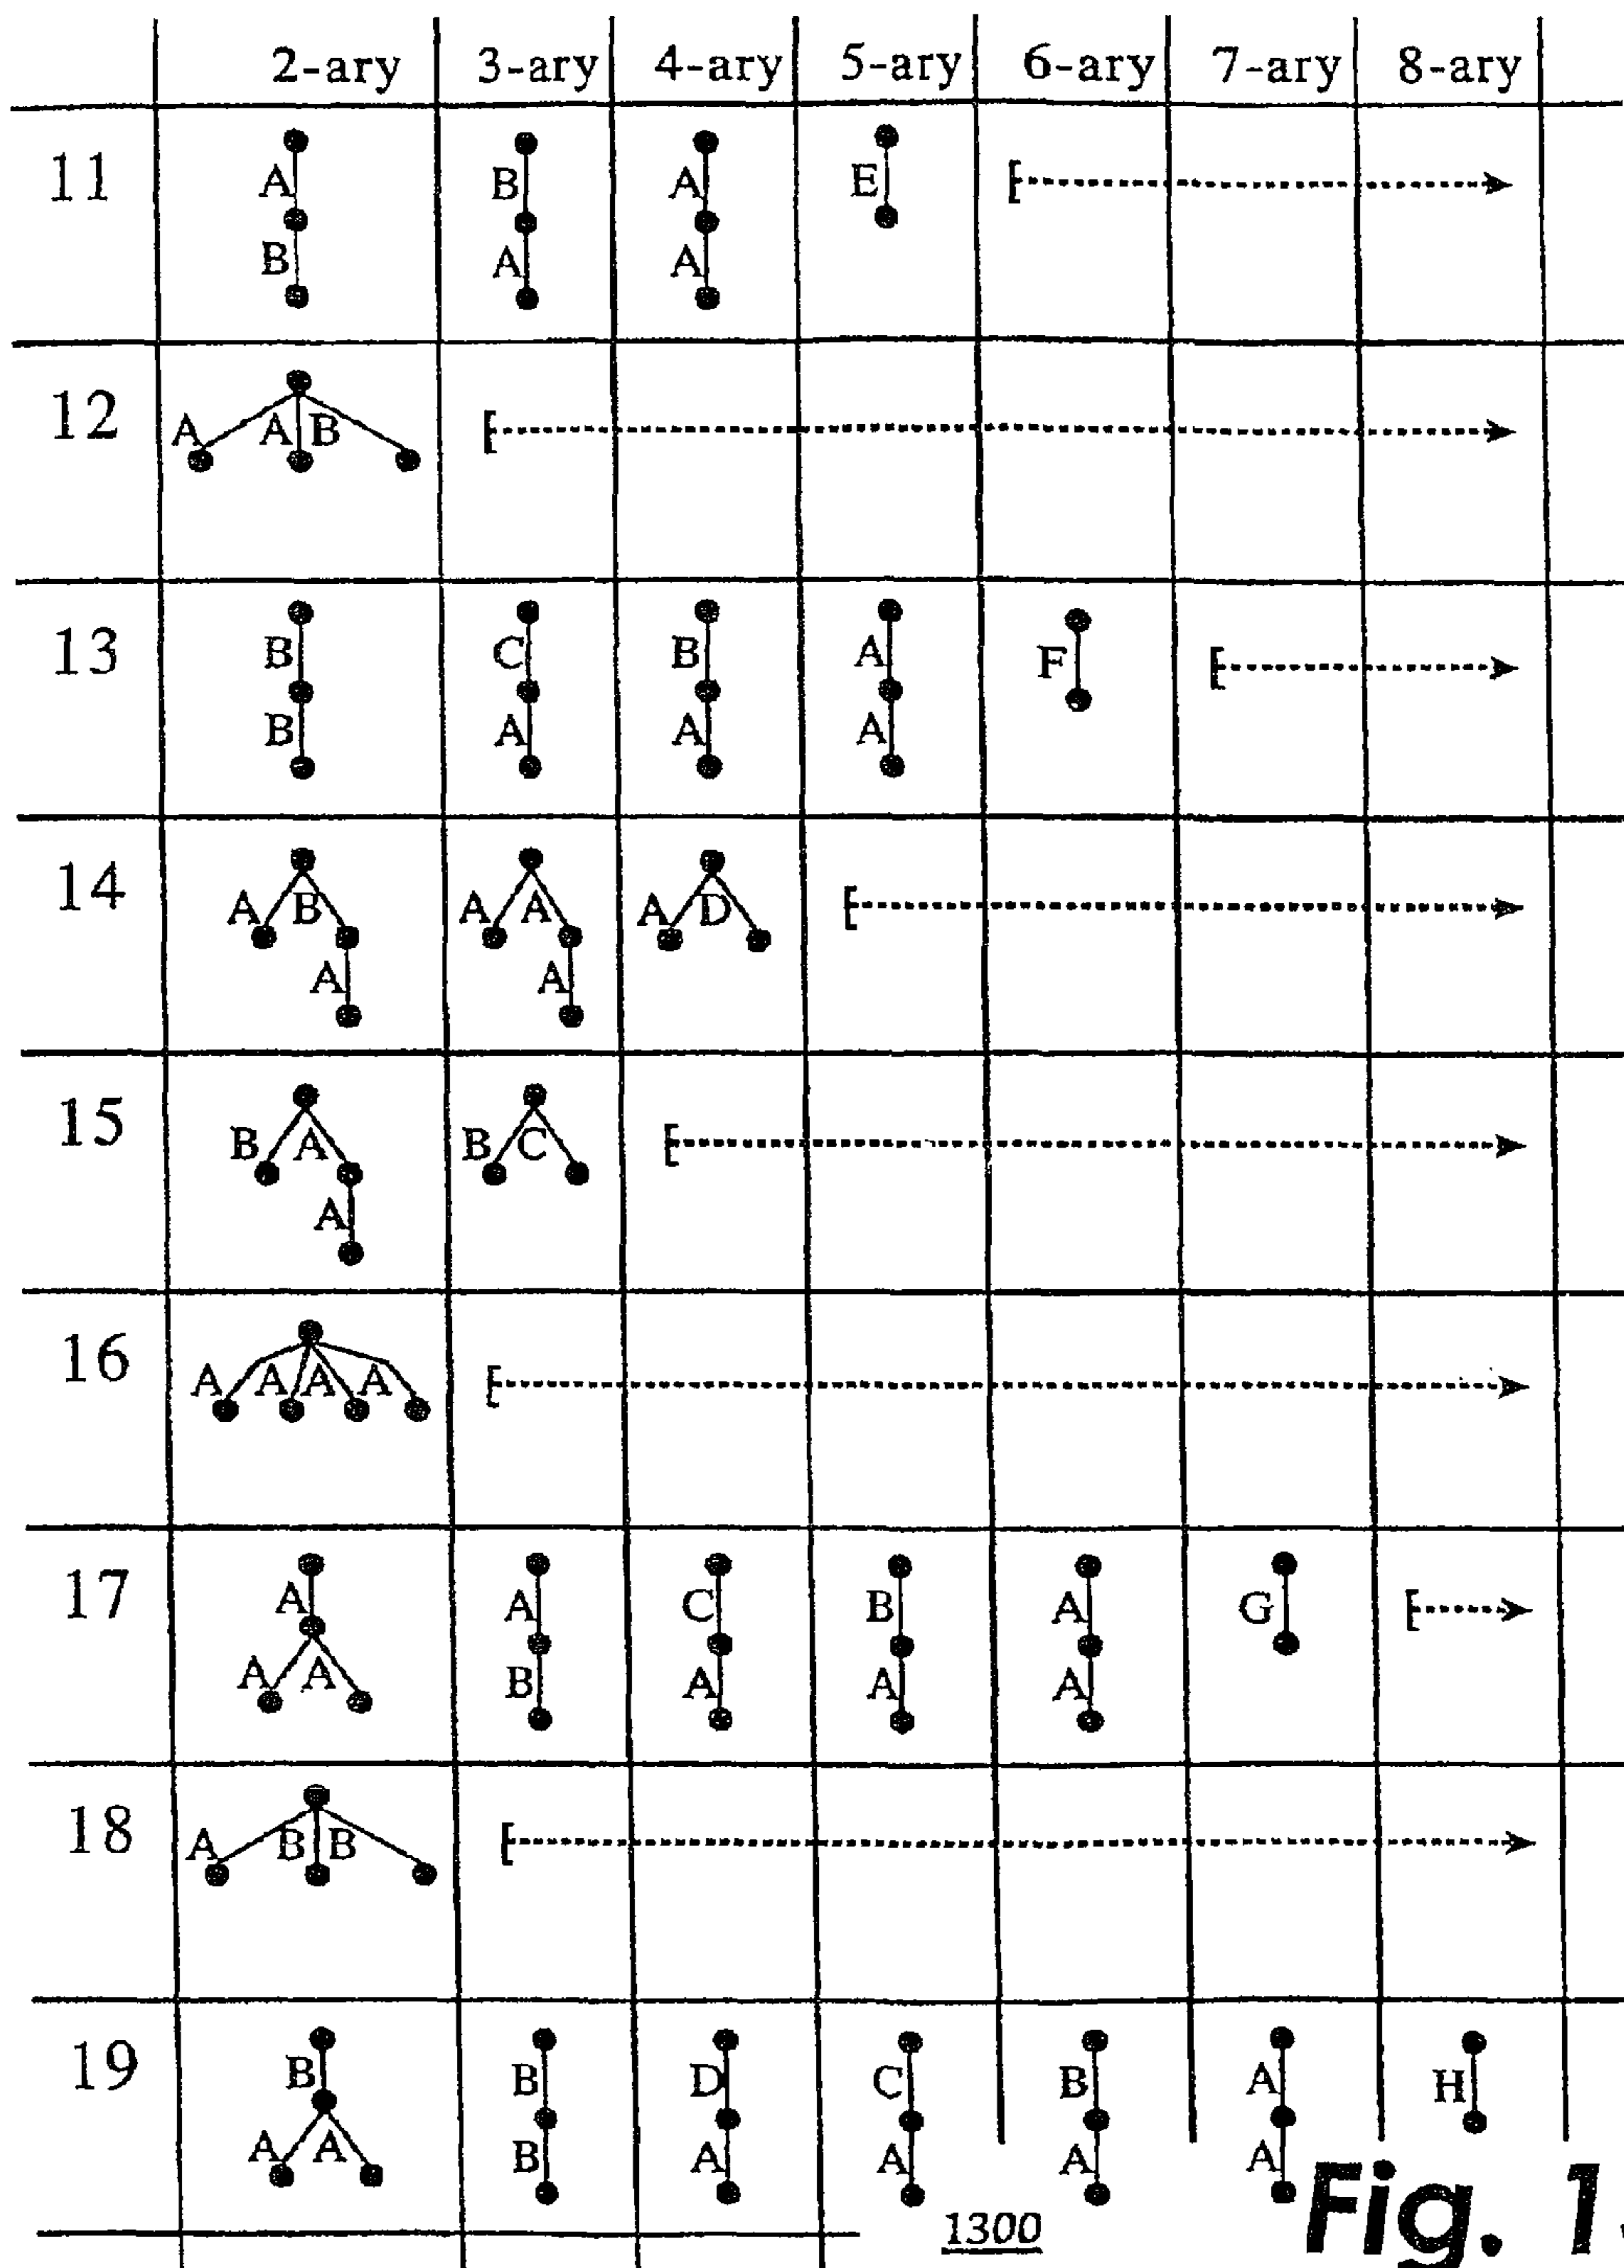 2-ary 3-ary 4-ary 5-ary 6-ary 7-ary 8-ary
11 A B A E [
B A A
12 A A B [
13 B C B A F [
B A A A
14 A B A A A D [
A A
15 B A B C [
A
16 A A A A [
17 A A C B A G [
A A B A A A
18 A B B [
19 B B D C B A H
A A B A A A A
1300 Fig. 1